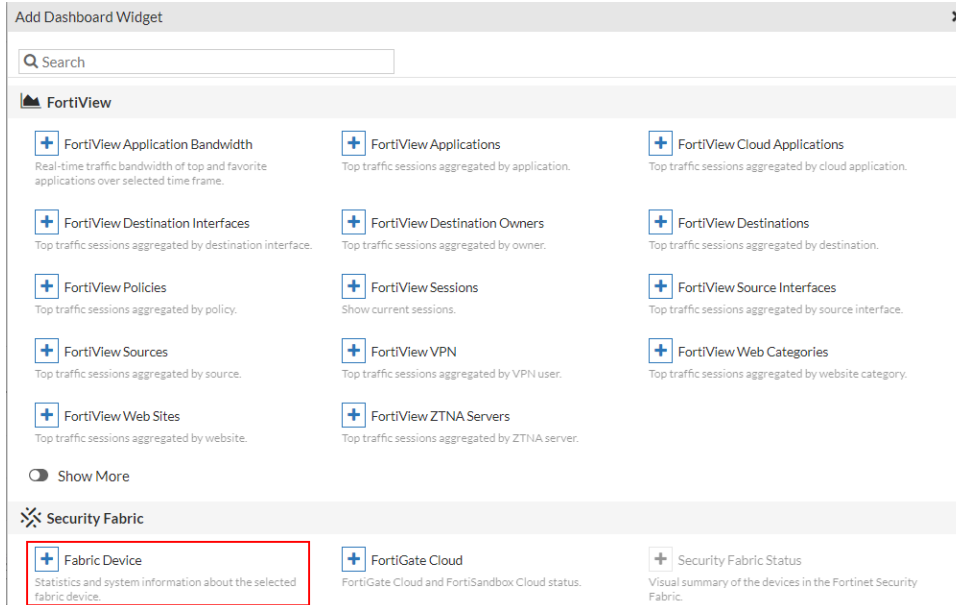 Add Dashboard Widget
Search
FortiView
FortiView Application Bandwidth
Real-time traffic bandwidth of top and favorite
applications over selected time frame.
FortiView Applications
Top traffic sessions aggregated by application.
FortiView Cloud Applications
Top traffic sessions aggregated by cloud application.
FortiView Destination Interfaces
Top traffic sessions aggregated by destination interface.
FortiView Destination Owners
Top traffic sessions aggregated by owner.
FortiView Destinations
Top traffic sessions aggregated by destination.
FortiView Policies
Top traffic sessions aggregated by policy.
FortiView Sessions
Show current sessions.
FortiView Source Interfaces
Top traffic sessions aggregated by source interface.
FortiView Sources
Top traffic sessions aggregated by source.
FortiView VPN
Top traffic sessions aggregated by VPN user.
FortiView Web Categories
Top traffic sessions aggregated by website category.
FortiView Web Sites
Top traffic sessions aggregated by website.
FortiView ZTNA Servers
Top traffic sessions aggregated by ZTNA server.
Show More
Security Fabric
Fabric Device
Statistics and system information about the selected
fabric device.
FortiGate Cloud
FortiGate Cloud and FortiSandbox Cloud status.
Security Fabric Status
Visual summary of the devices in the Fortinet Security
Fabric.